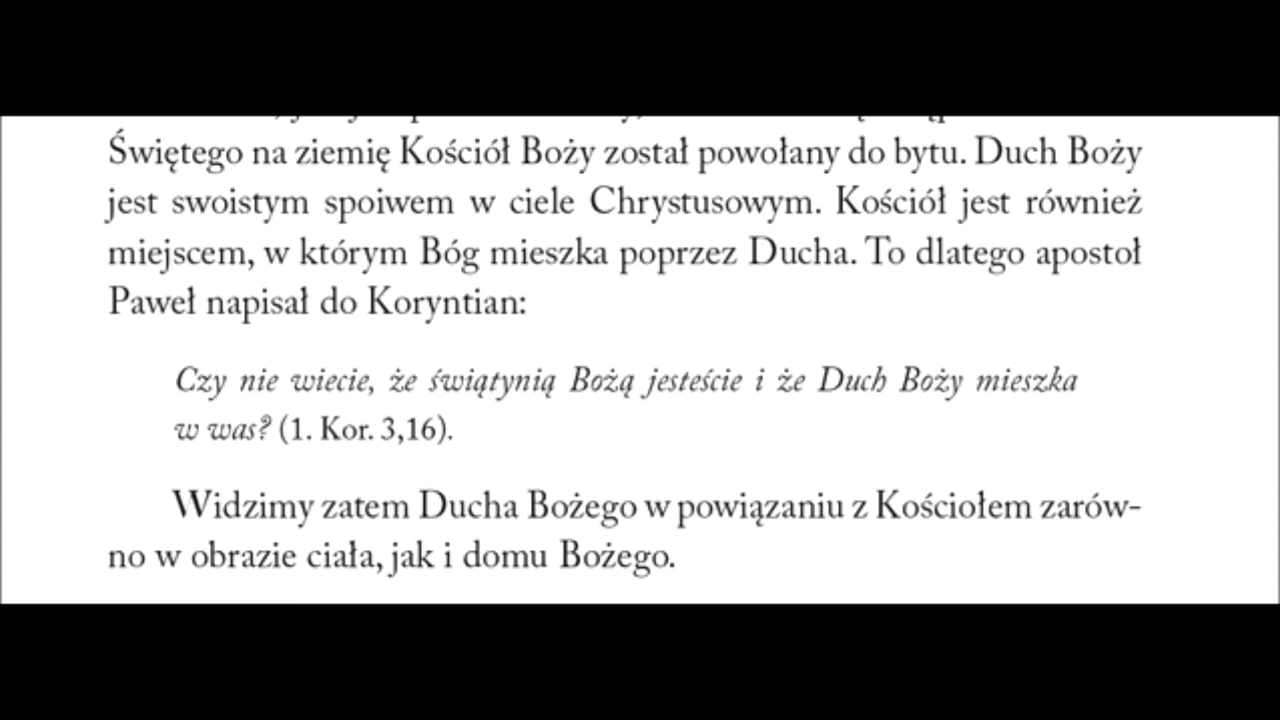 Świętego na ziemię Kościół Boży został powołany do bytu. Duch Boży
jest swoistym spoiwem w ciele Chrystusowym. Kościół jest również
miejscem, w którym Bóg mieszka poprzez Ducha. To dlatego apostoł
Paweł napisał do Koryntian:
Czy nie wiecie, że świątynią Bożą jesteście i że Duch Boży mieszka
w was? (1. Kor. 3,16).
Widzimy zatem Ducha Bożego w powiązaniu z Kościołem zarów-
no w obrazie ciała, jak i domu Bożego.